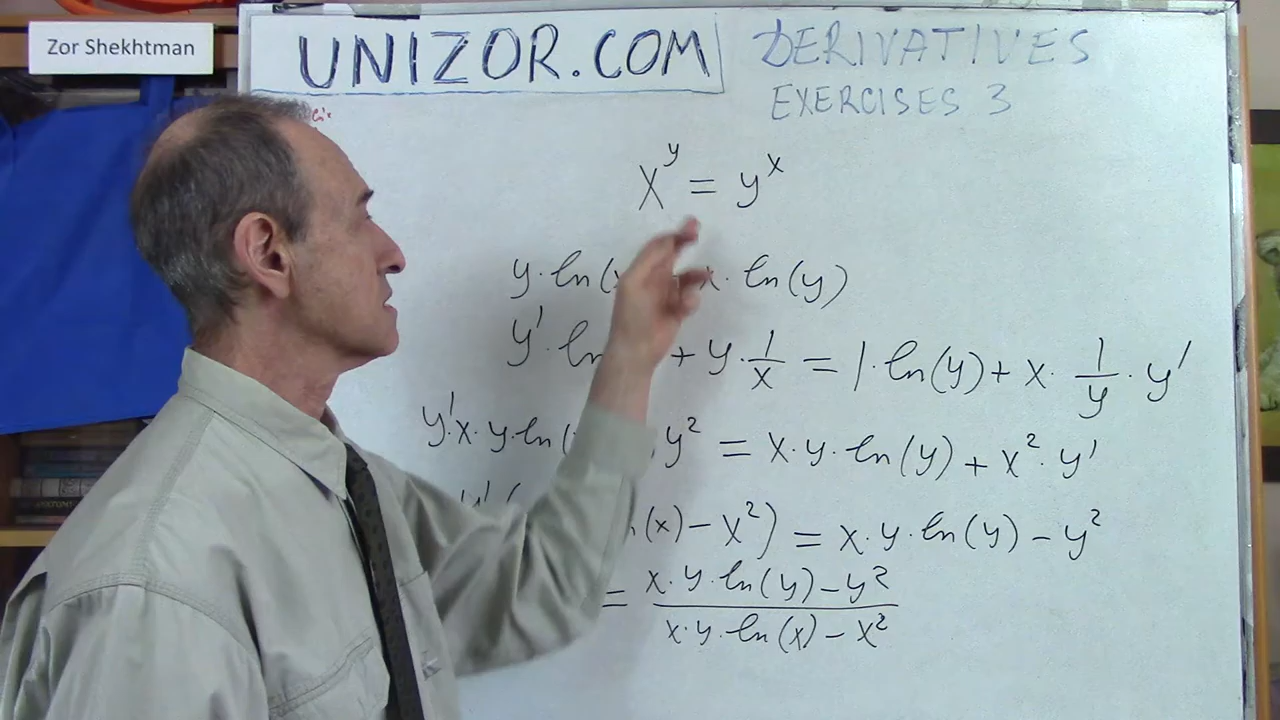 Zor Shekhtman
UNIZOR.COM
DERIVATIVES
EXERCISES 3
x^y = y^x
y·ln(x x·ln(y)
y'·ln + y·1/x = 1·ln(y) + x·1/y·y'
y'·x·y·ln( y² = x·y·ln(y) + x²·y'
y'( (x) − x²) = x·y·ln(y) − y²
= (x·y·ln(y) − y²)/(x·y·ln(x) − x²)